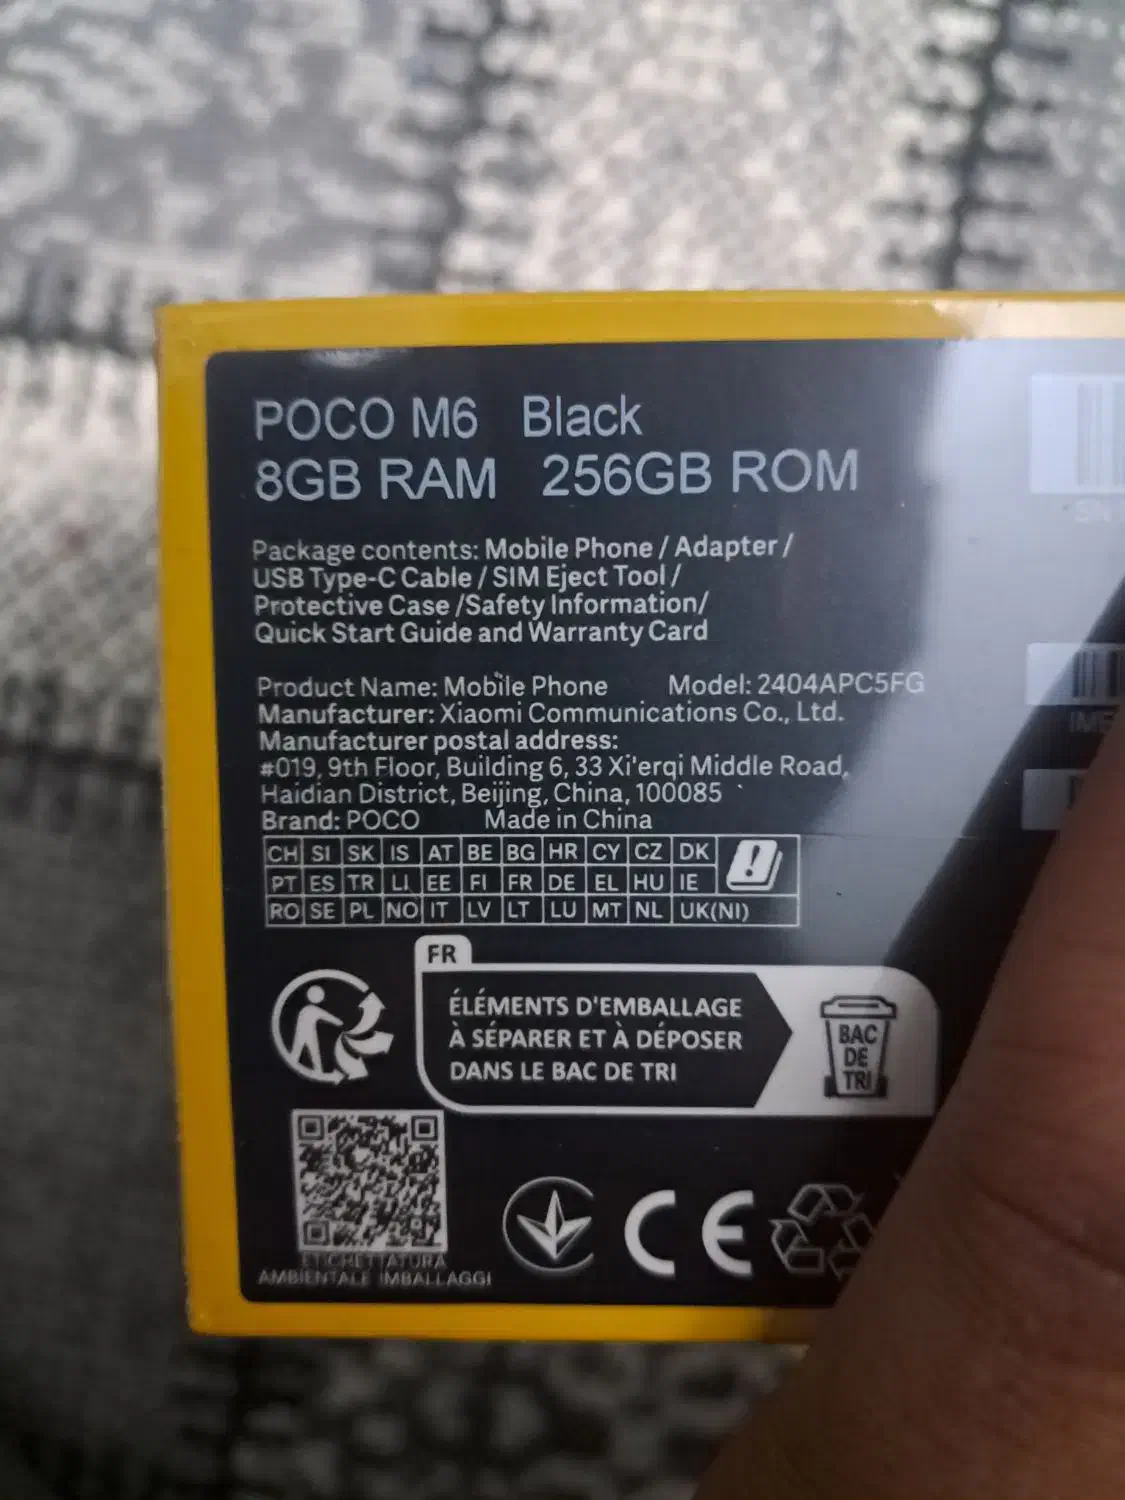 POCO M6 Black
8GB RAM 256GB ROM
Package contents: Mobile Phone / Adapter /
USB Type-C Cable / SIM Eject Tool /
Protective Case /Safety Information/
Quick Start Guide and Warranty Card
Product Name: Mobile Phone Model: 2404APC5FG
Manufacturer: Xiaomi Communications Co., Ltd.
Manufacturer postal address:
#019, 9th Floor, Building 6, 33 Xi'erqi Middle Road,
Haidian District, Beijing, China, 100085
Brand: POCO Made in China
CH SI SK IS AT BE BG HR CY CZ DK
PT ES TR LI EE FI FR DE EL HU IE
RO SE PL NO IT LV LT LU MT NL UK(NI)
FR
ÉLÉMENTS D'EMBALLAGE
À SÉPARER ET À DÉPOSER
DANS LE BAC DE TRI
BAC
DE
TRI
ETICHETTATURA
AMBIENTALE IMBALLAGGI
CE
SN